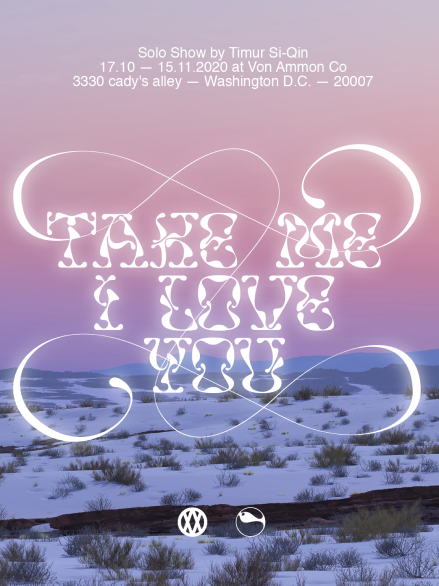 Solo Show by Timur Si-Qin
17.10 — 15.11.2020 at Von Ammon Co
3330 cady's alley — Washington D.C. — 20007
TAKE ME
I LOVE
YOU